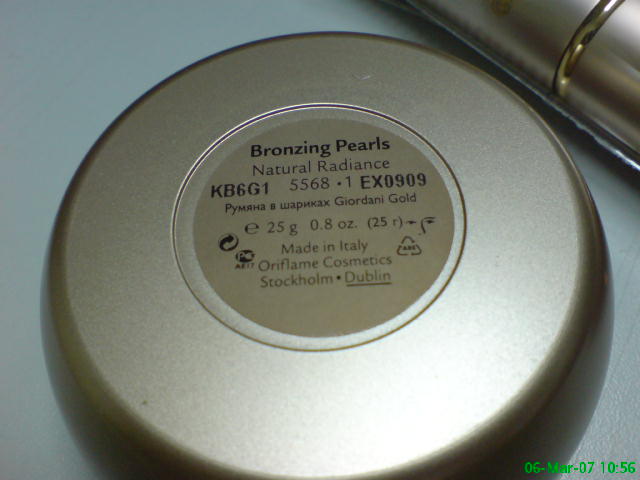 Bronzing Pearls
Natural Radiance
KB6G1 5568 · 1 EX0909
Румяна в шариках Giordani Gold
℮ 25 g 0.8 oz. (25 г)
Made in Italy
АЕ17 Oriflame Cosmetics
Stockholm • Dublin
06-Mar-07 10:56